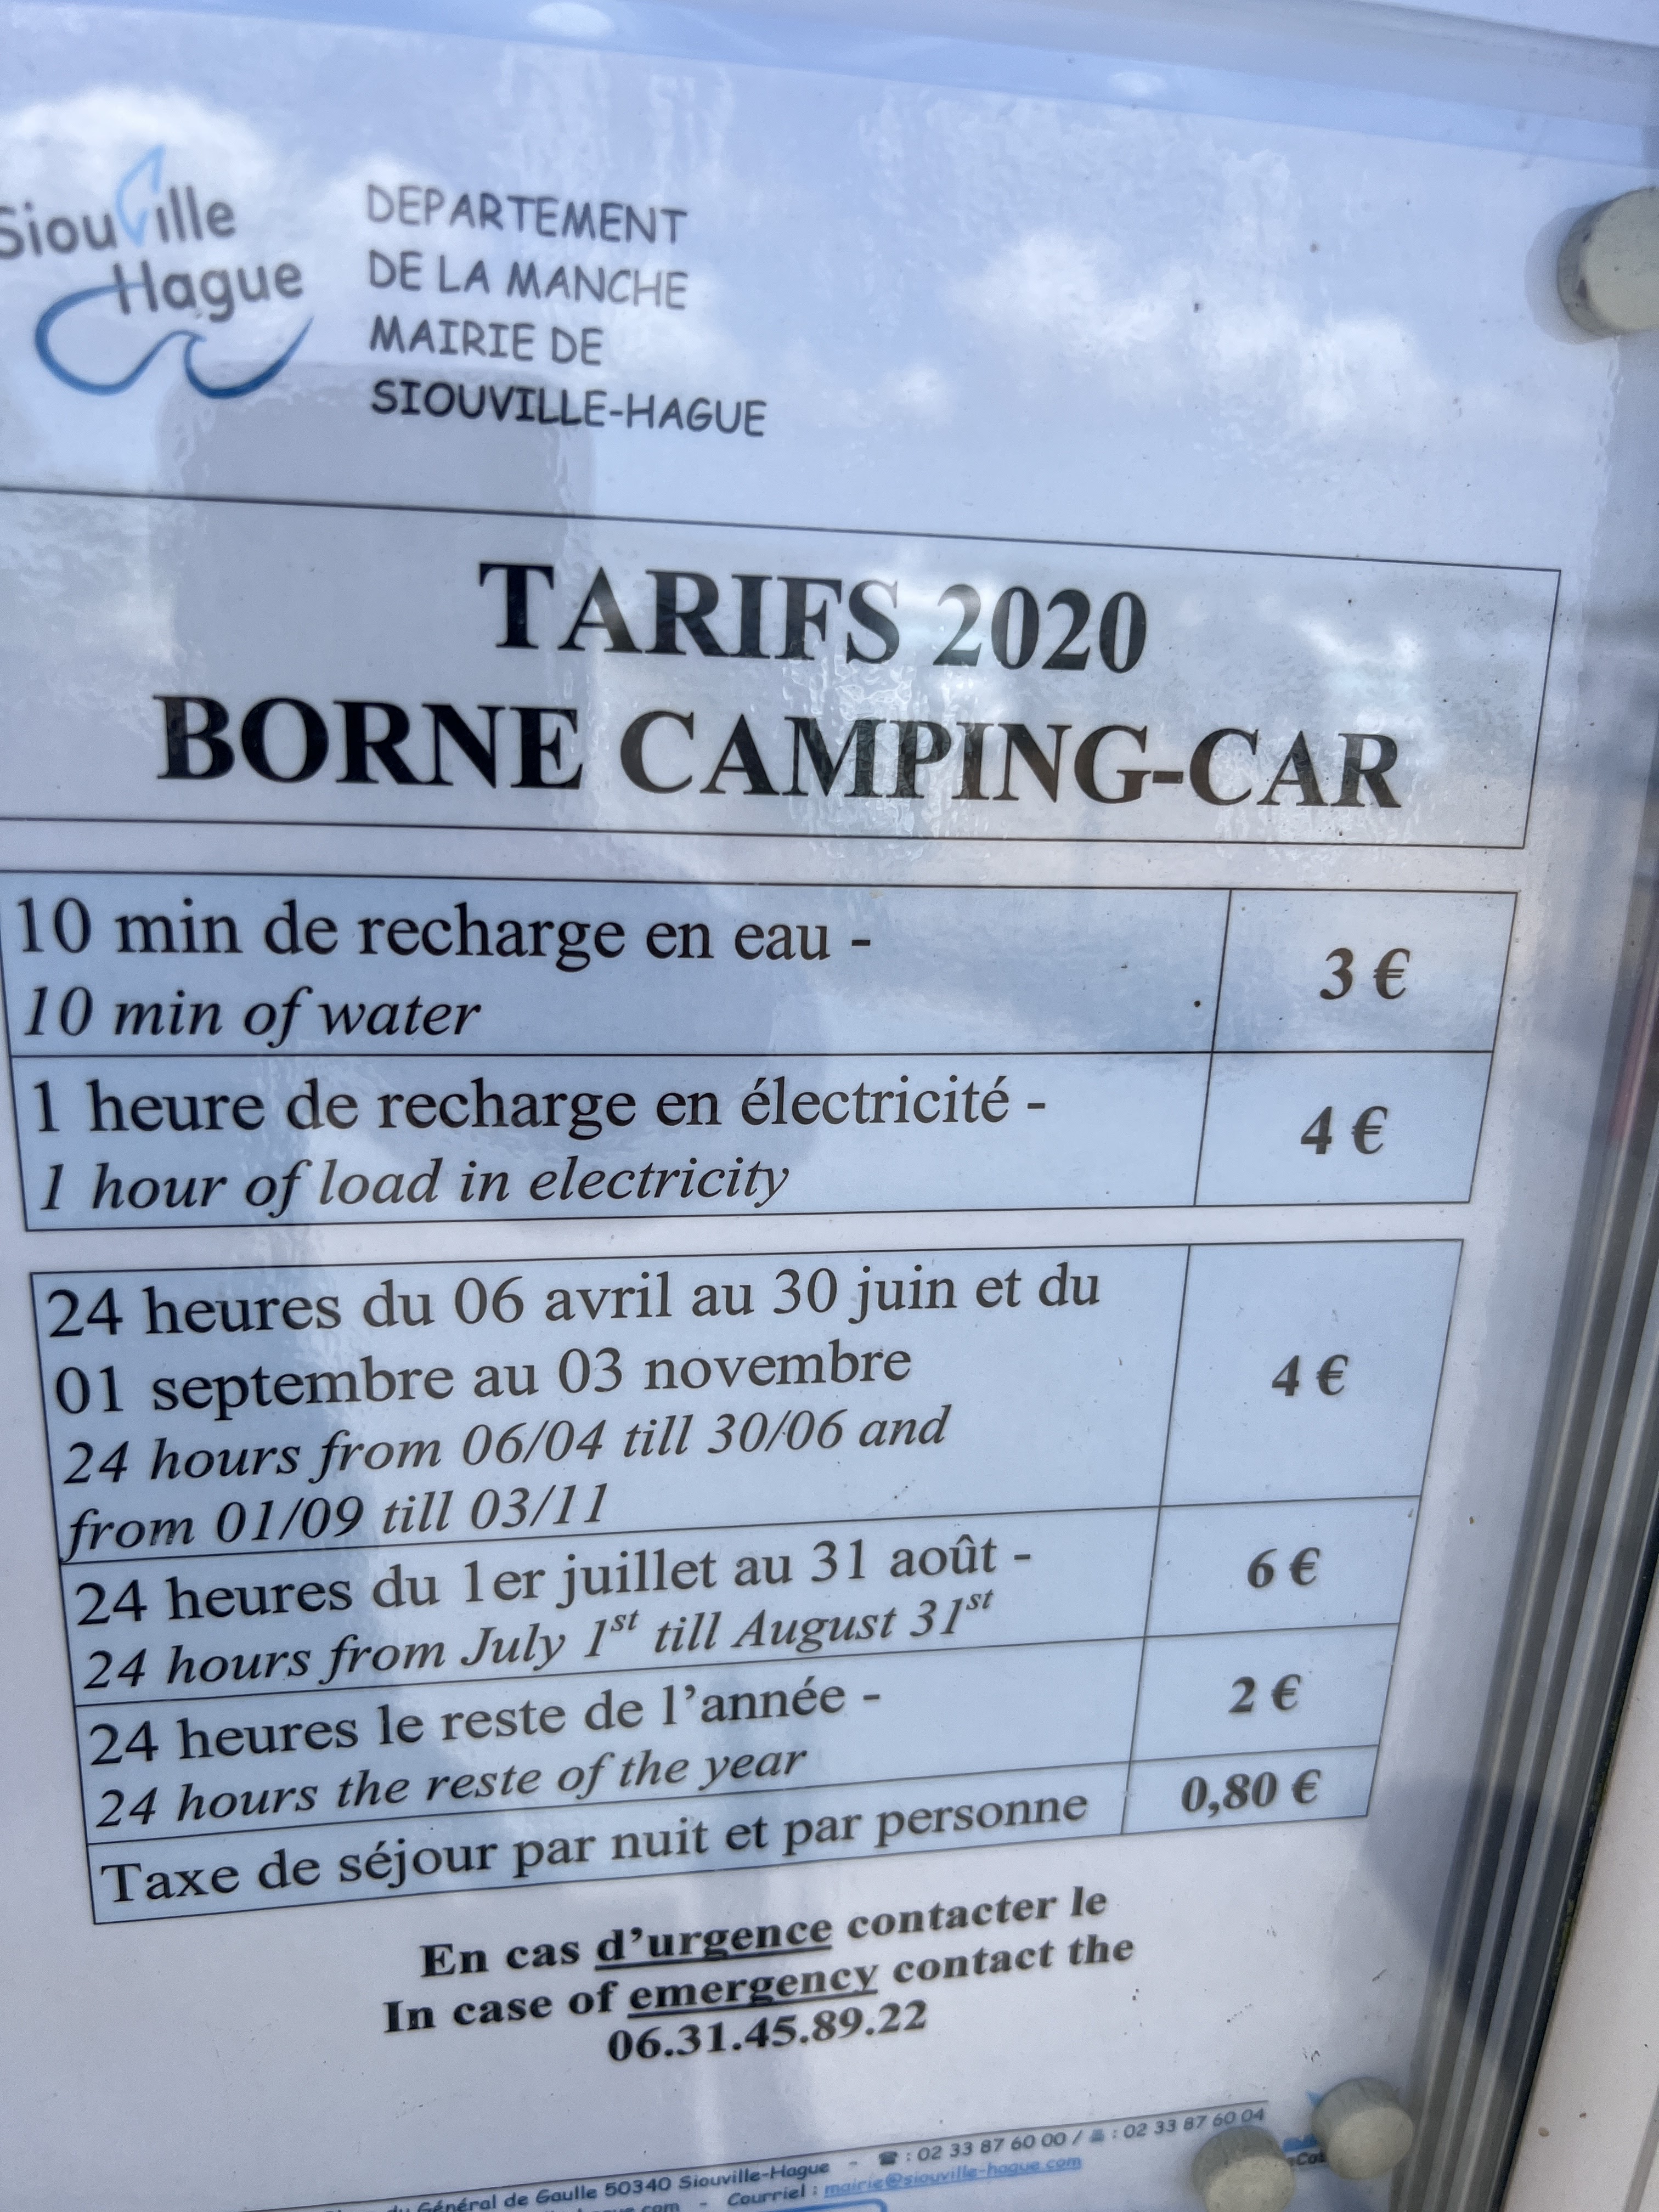 Siouville
Hague
DEPARTEMENT
DE LA MANCHE
MAIRIE DE
SIOUVILLE-HAGUE
TARIFS 2020
BORNE CAMPING-CAR
10 min de recharge en eau -
10 min of water
3 €
1 heure de recharge en électricité -
1 hour of load in electricity
4 €
24 heures du 06 avril au 30 juin et du
01 septembre au 03 novembre
24 hours from 06/04 till 30/06 and
from 01/09 till 03/11
4 €
24 heures du 1er juillet au 31 août -
24 hours from July 1st till August 31st
6 €
24 heures le reste de l'année -
24 hours the reste of the year
2 €
Taxe de séjour par nuit et par personne
0,80 €
En cas d'urgence contacter le
In case of emergency contact the
06.31.45.89.22
du Général de Gaulle 50340 Siouville-Hague - ☎ : 02 33 87 60 00 / : 02 33 87 60 04
- Courriel : mairie@siouville-hague.com